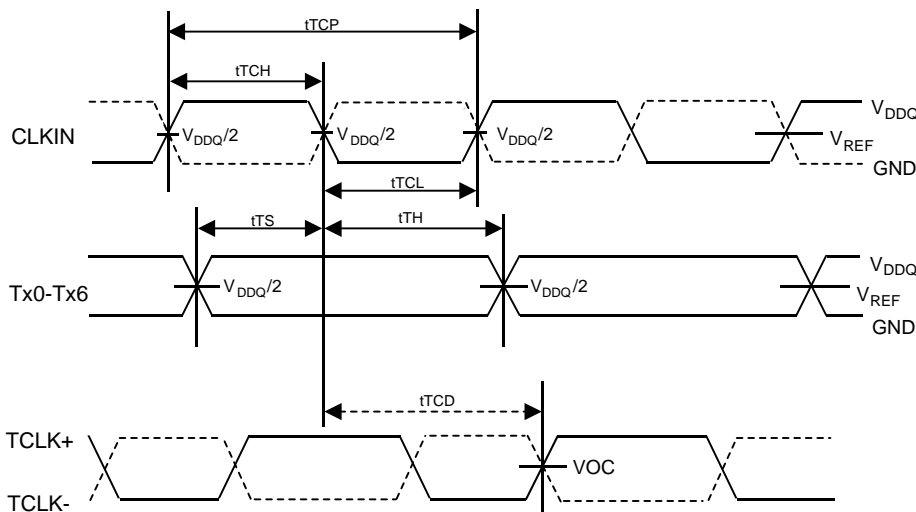 tTCP
tTCH
CLKIN
V_DDQ/2
V_DDQ/2
V_DDQ/2
V_DDQ
V_REF
GND
tTCL
tTS
tTH
Tx0-Tx6
V_DDQ/2
V_DDQ/2
V_DDQ
V_REF
GND
tTCD
TCLK+
VOC
TCLK-